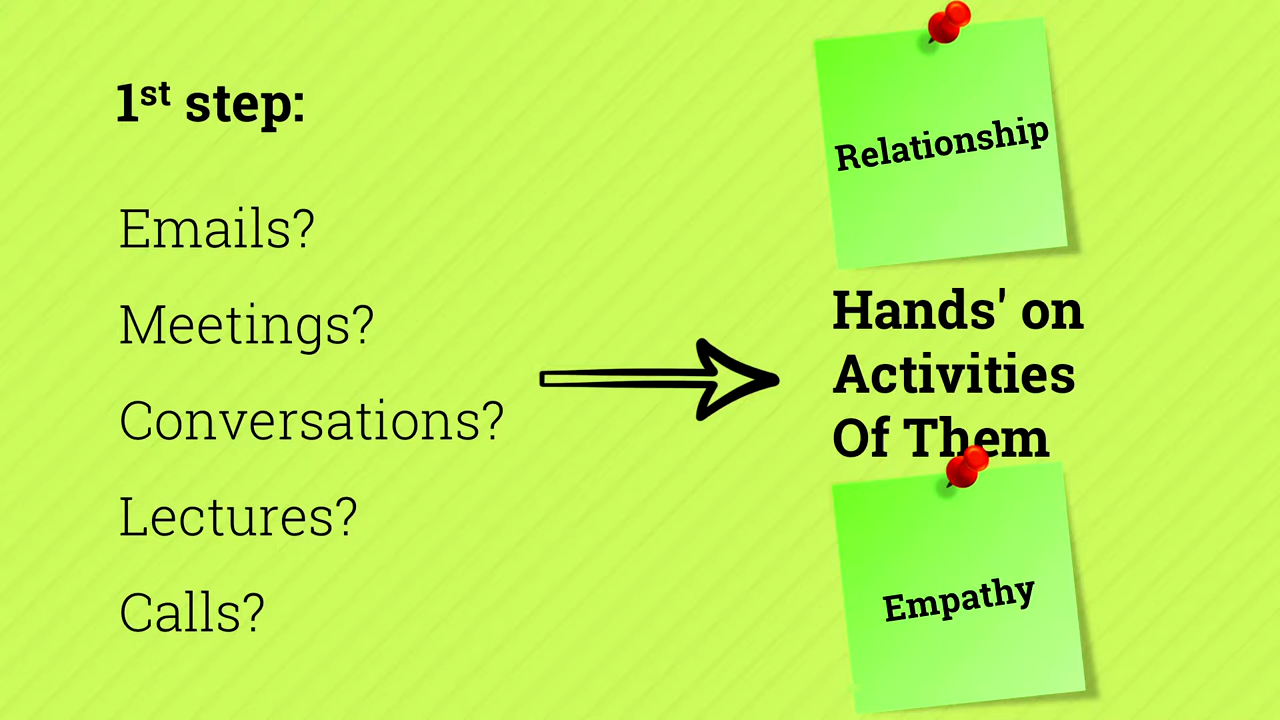 1st step:
Emails?
Meetings?
Conversations?
Lectures?
Calls?
Relationship
Hands' on
Activities
Of Them
Empathy